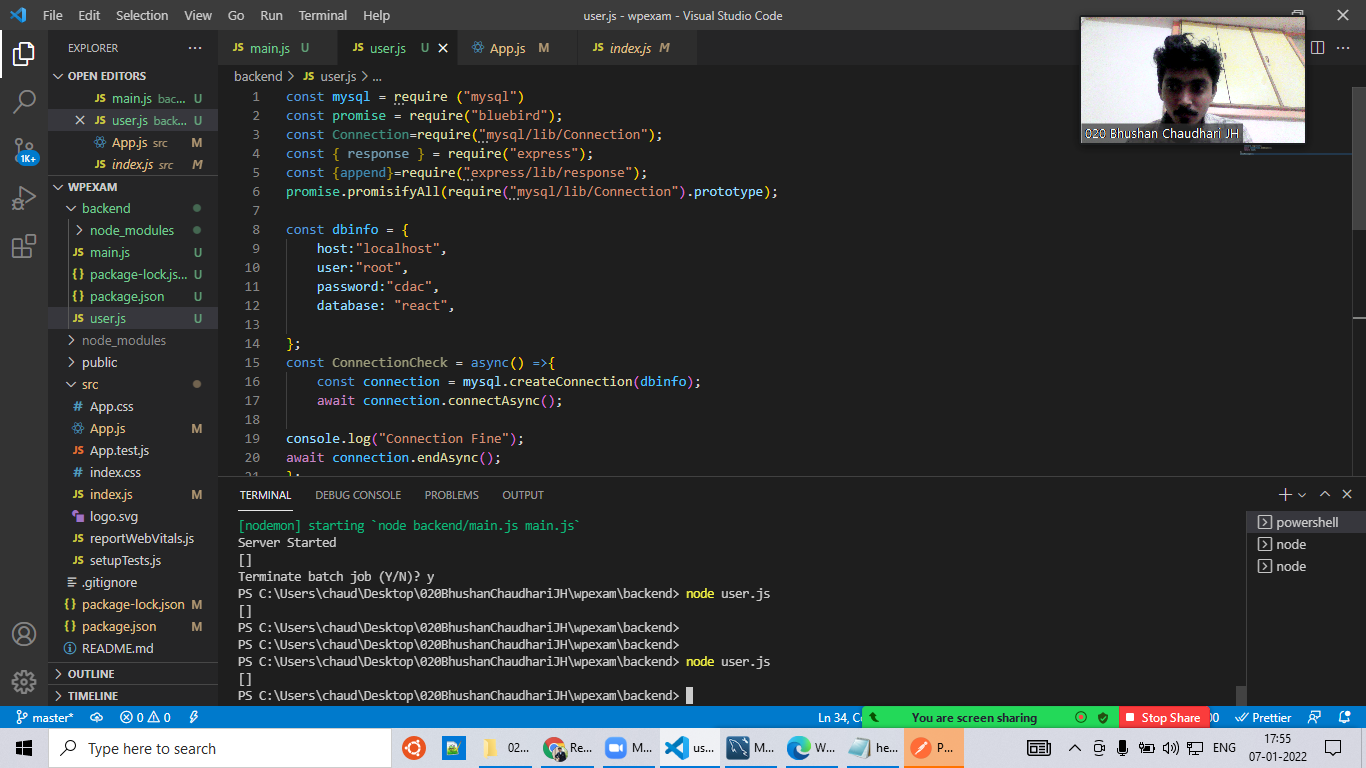 File Edit Selection View Go Run Terminal Help
user.js - wpexam - Visual Studio Code
EXPLORER
OPEN EDITORS
main.js bac... U
user.js back... U
App.js src M
index.js src M
WPEXAM
backend
node_modules
JS main.js U
{} package-lock.js... U
{} package.json U
JS user.js U
node_modules
public
src
# App.css
App.js M
JS App.test.js
# index.css
JS index.js M
logo.svg
JS reportWebVitals.js
JS setupTests.js
.gitignore
{} package-lock.json M
{} package.json M
README.md
OUTLINE
TIMELINE
1K+
JS main.js U
JS user.js U
App.js M
JS index.js M
backend > JS user.js > ...
1 const mysql = require ("mysql")
2 const promise = require("bluebird");
3 const Connection=require("mysql/lib/Connection");
4 const { response } = require("express");
5 const {append}=require("express/lib/response");
6 promise.promisifyAll(require("mysql/lib/Connection").prototype);
7
8 const dbinfo = {
9 host:"localhost",
10 user:"root",
11 password:"cdac",
12 database: "react",
13
14 };
15 const ConnectionCheck = async() =>{
16 const connection = mysql.createConnection(dbinfo);
17 await connection.connectAsync();
18
19 console.log("Connection Fine");
20 await connection.endAsync();
21 };
020 Bhushan Chaudhari JH
TERMINAL DEBUG CONSOLE PROBLEMS OUTPUT
[nodemon] starting `node backend/main.js main.js`
Server Started
[]
Terminate batch job (Y/N)? y
PS C:\Users\chaud\Desktop\020BhushanChaudhariJH\wpexam\backend> node user.js
[]
PS C:\Users\chaud\Desktop\020BhushanChaudhariJH\wpexam\backend>
PS C:\Users\chaud\Desktop\020BhushanChaudhariJH\wpexam\backend>
PS C:\Users\chaud\Desktop\020BhushanChaudhariJH\wpexam\backend> node user.js
[]
PS C:\Users\chaud\Desktop\020BhushanChaudhariJH\wpexam\backend>
powershell
node
node
master* 0 0 Ln 34, C You are screen sharing Stop Share Prettier
Type here to search
02... Re... M... us... M... W... he... P...
ENG
17:55
07-01-2022